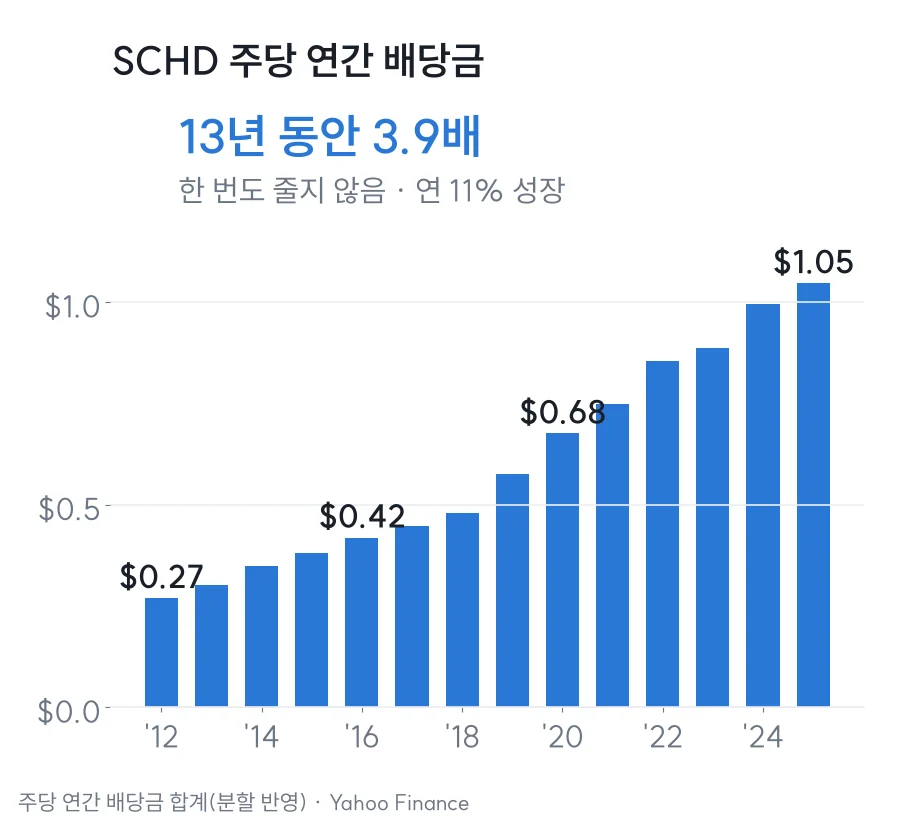 SCHD 주당 연간 배당금
13년 동안 3.9배
한 번도 줄지 않음 · 연 11% 성장
$1.05
$1.0
$0.68
$0.5
$0.42
$0.27
$0.0
'12 '14 '16 '18 '20 '22 '24
주당 연간 배당금 합계(분할 반영) · Yahoo Finance